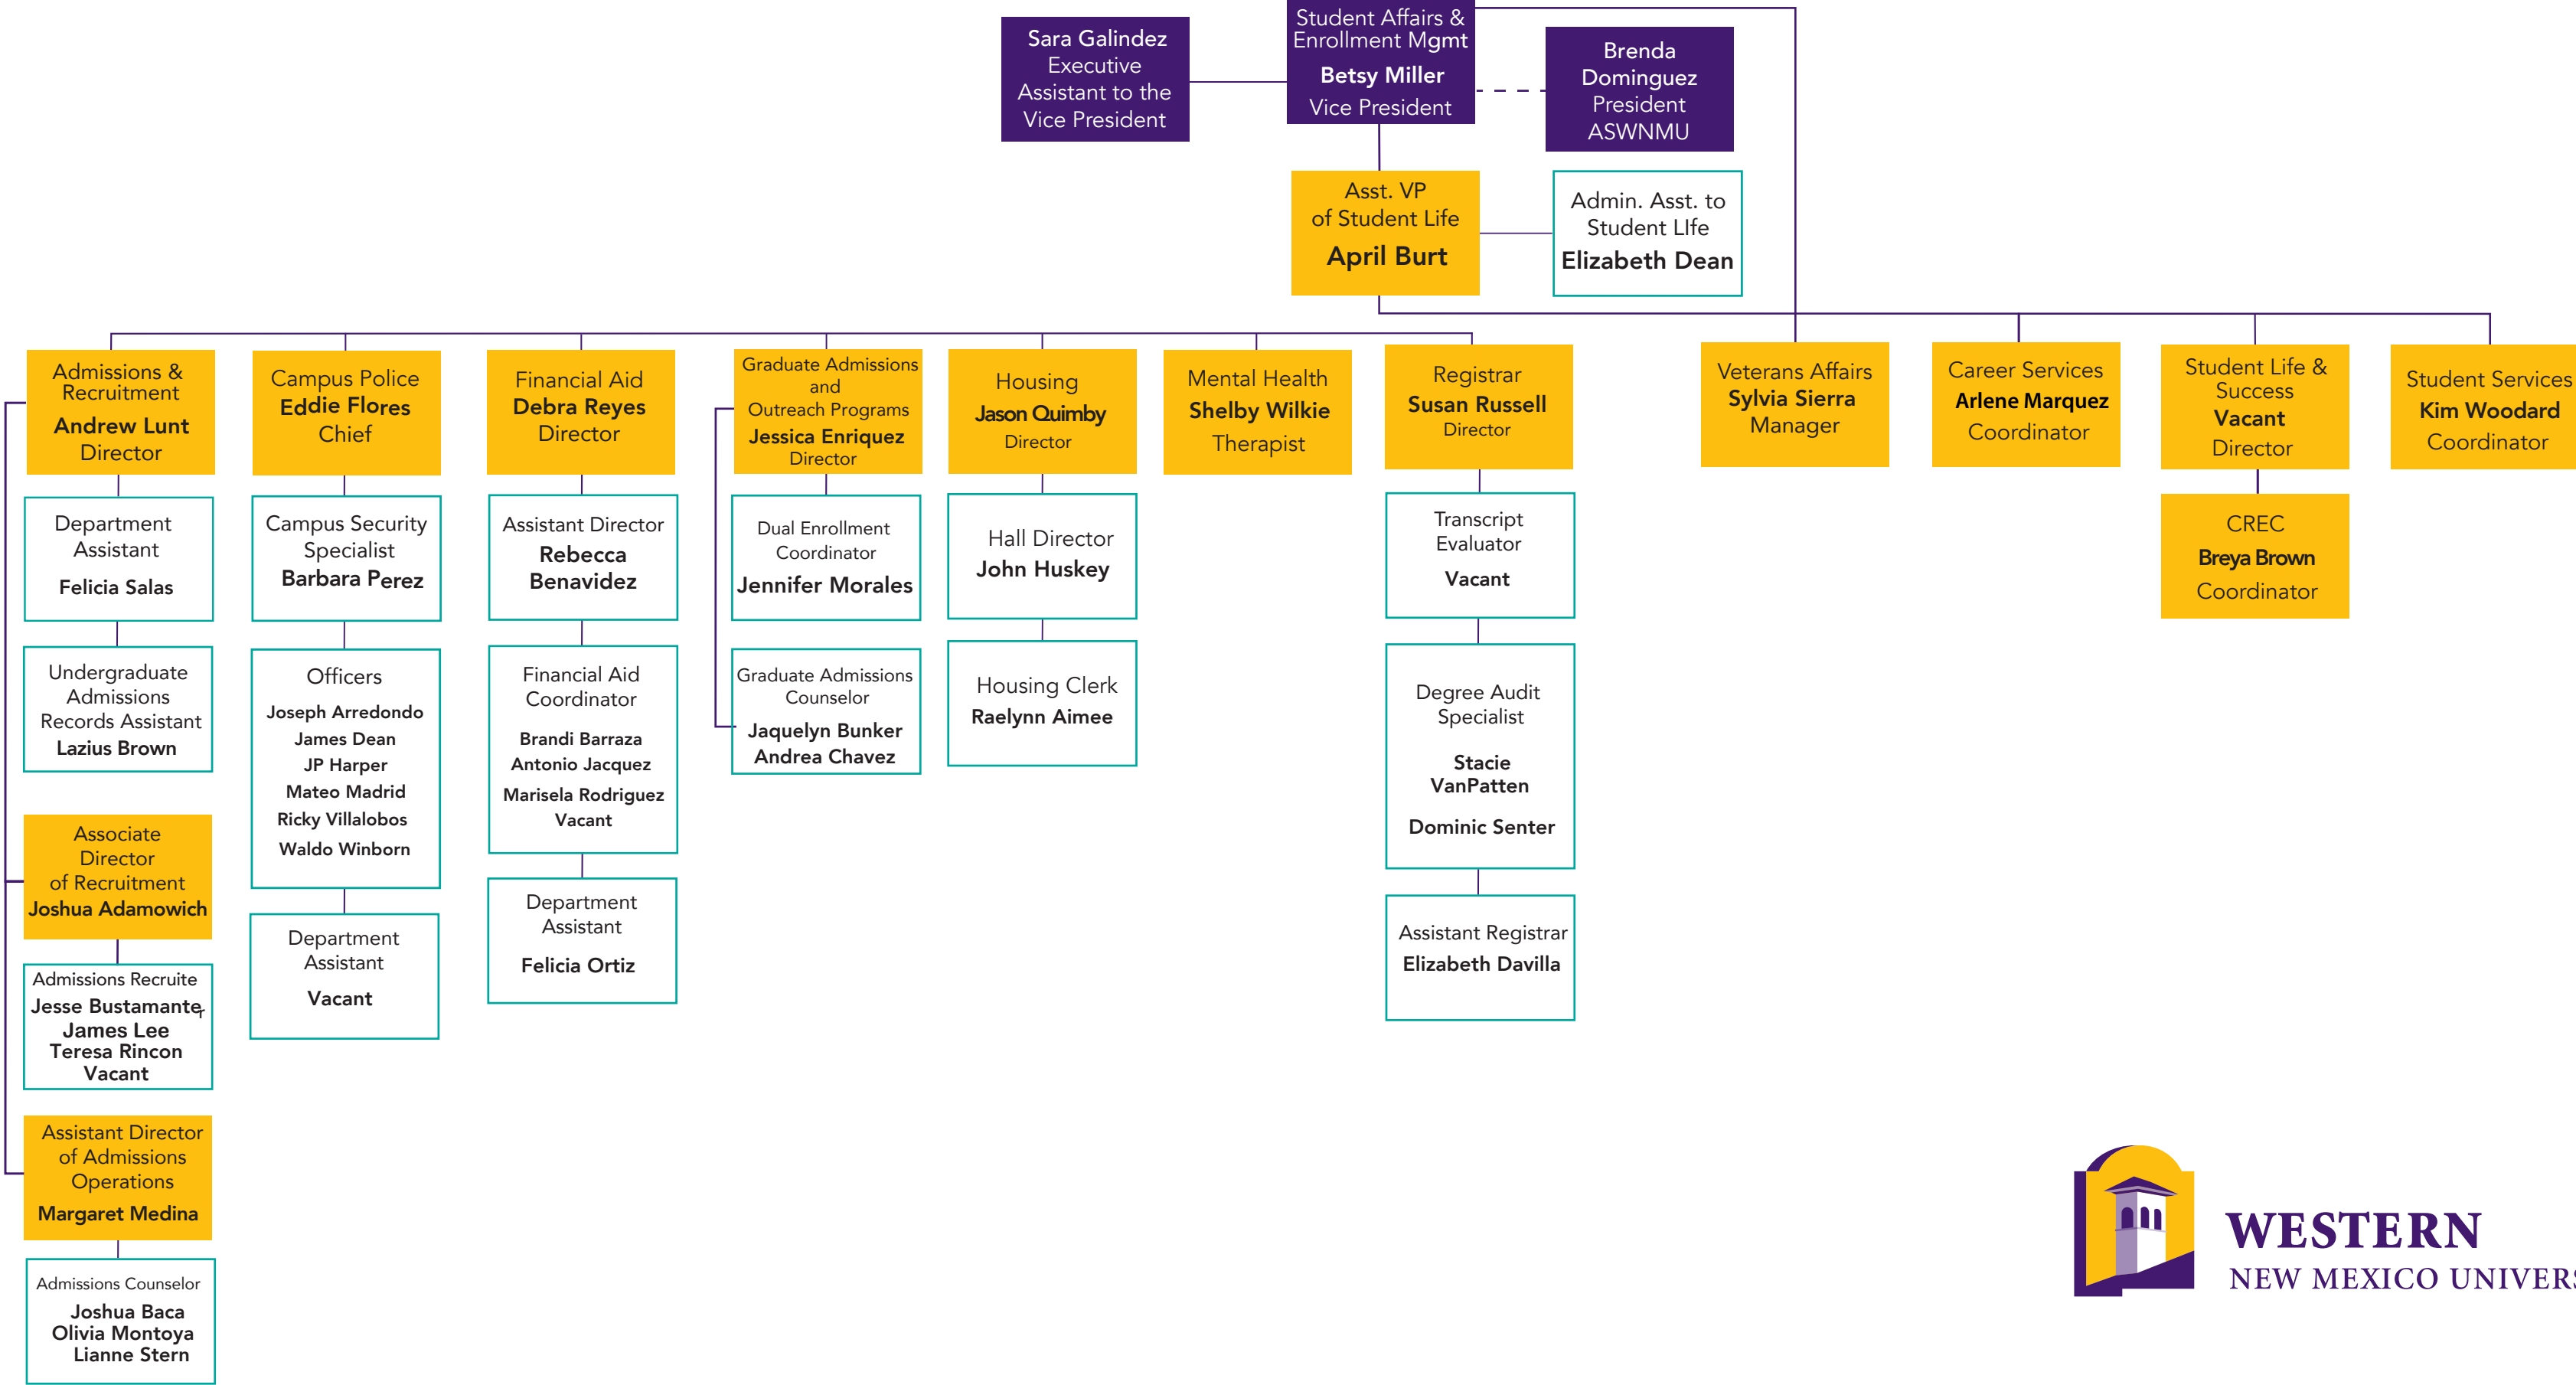 Student Affairs &
Enrollment Mgmt
Betsy Miller
Vice President
Sara Galindez
Executive
Assistant to the
Vice President
Brenda
Dominguez
President
ASWNMU
Asst. VP
of Student Life
April Burt
Admin. Asst. to
Student LIfe
Elizabeth Dean
Admissions &
Recruitment
Andrew Lunt
Director
Campus Police
Eddie Flores
Chief
Financial Aid
Debra Reyes
Director
Graduate Admissions
and
Outreach Programs
Jessica Enriquez
Director
Housing
Jason Quimby
Director
Mental Health
Shelby Wilkie
Therapist
Registrar
Susan Russell
Director
Veterans Affairs
Sylvia Sierra
Manager
Career Services
Arlene Marquez
Coordinator
Student Life &
Success
Vacant
Director
Student Services
Kim Woodard
Coordinator
Department
Assistant
Felicia Salas
Undergraduate
Admissions
Records Assistant
Lazius Brown
Associate
Director
of Recruitment
Joshua Adamowich
Admissions Recruite
r
Jesse Bustamante
James Lee
Teresa Rincon
Vacant
Assistant Director
of Admissions
Operations
Margaret Medina
Admissions Counselor
Joshua Baca
Olivia Montoya
Lianne Stern
Campus Security
Specialist
Barbara Perez
Officers
Joseph Arredondo
James Dean
JP Harper
Mateo Madrid
Ricky Villalobos
Waldo Winborn
Department
Assistant
Vacant
Assistant Director
Rebecca
Benavidez
Financial Aid
Coordinator
Brandi Barraza
Antonio Jacquez
Marisela Rodriguez
Vacant
Department
Assistant
Felicia Ortiz
Dual Enrollment
Coordinator
Jennifer Morales
Graduate Admissions
Counselor
Jaquelyn Bunker
Andrea Chavez
Hall Director
John Huskey
Housing Clerk
Raelynn Aimee
Transcript
Evaluator
Vacant
Degree Audit
Specialist
Stacie
VanPatten
Dominic Senter
Assistant Registrar
Elizabeth Davilla
CREC
Breya Brown
Coordinator
WESTERN
NEW MEXICO UNIVERS